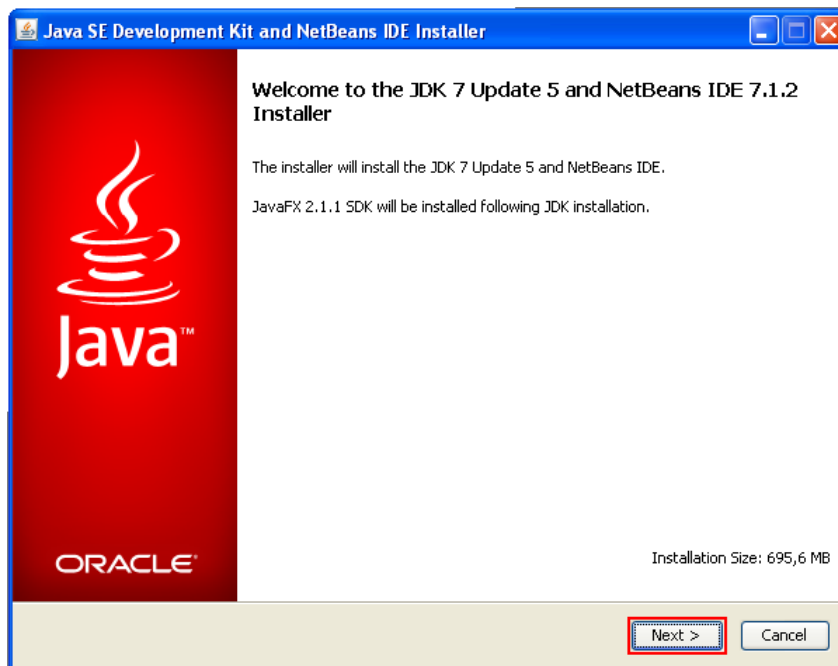 Java SE Development Kit and NetBeans IDE Installer
Welcome to the JDK 7 Update 5 and NetBeans IDE 7.1.2
Installer
The installer will install the JDK 7 Update 5 and NetBeans IDE.
JavaFX 2.1.1 SDK will be installed following JDK installation.
Java™
ORACLE®
Installation Size: 695,6 MB
Next >
Cancel